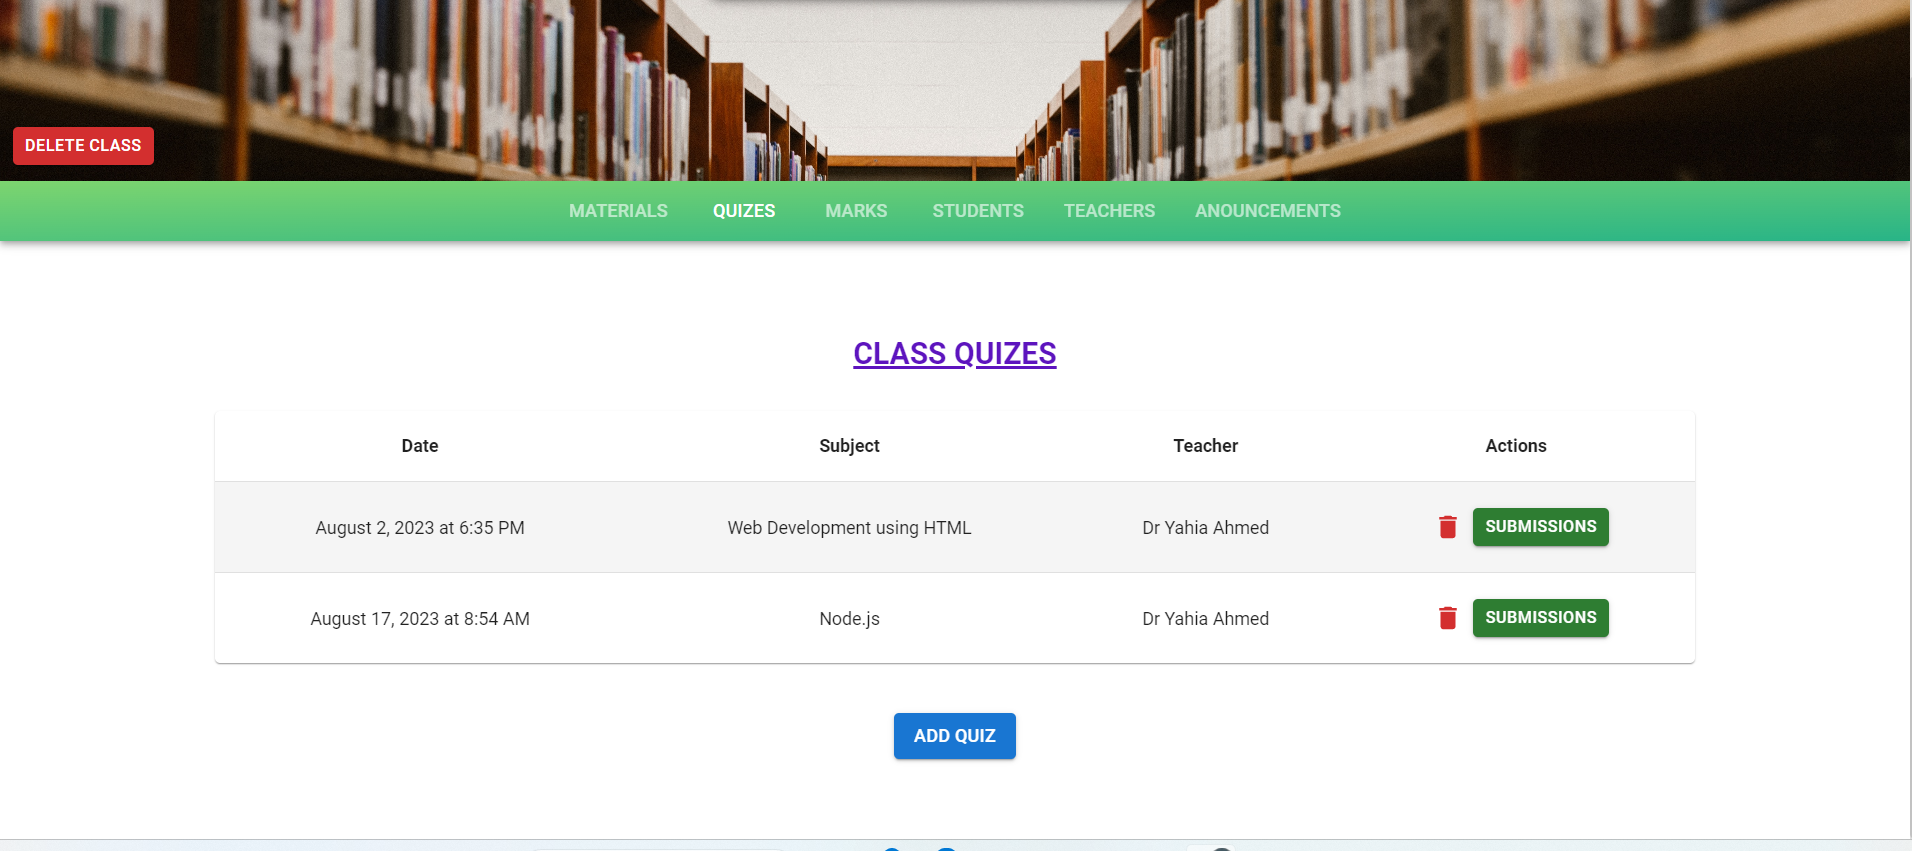 DELETE CLASS
MATERIALS QUIZES MARKS STUDENTS TEACHERS ANOUNCEMENTS
CLASS QUIZES
Date Subject Teacher Actions
August 2, 2023 at 6:35 PM Web Development using HTML Dr Yahia Ahmed SUBMISSIONS
August 17, 2023 at 8:54 AM Node.js Dr Yahia Ahmed SUBMISSIONS
ADD QUIZ